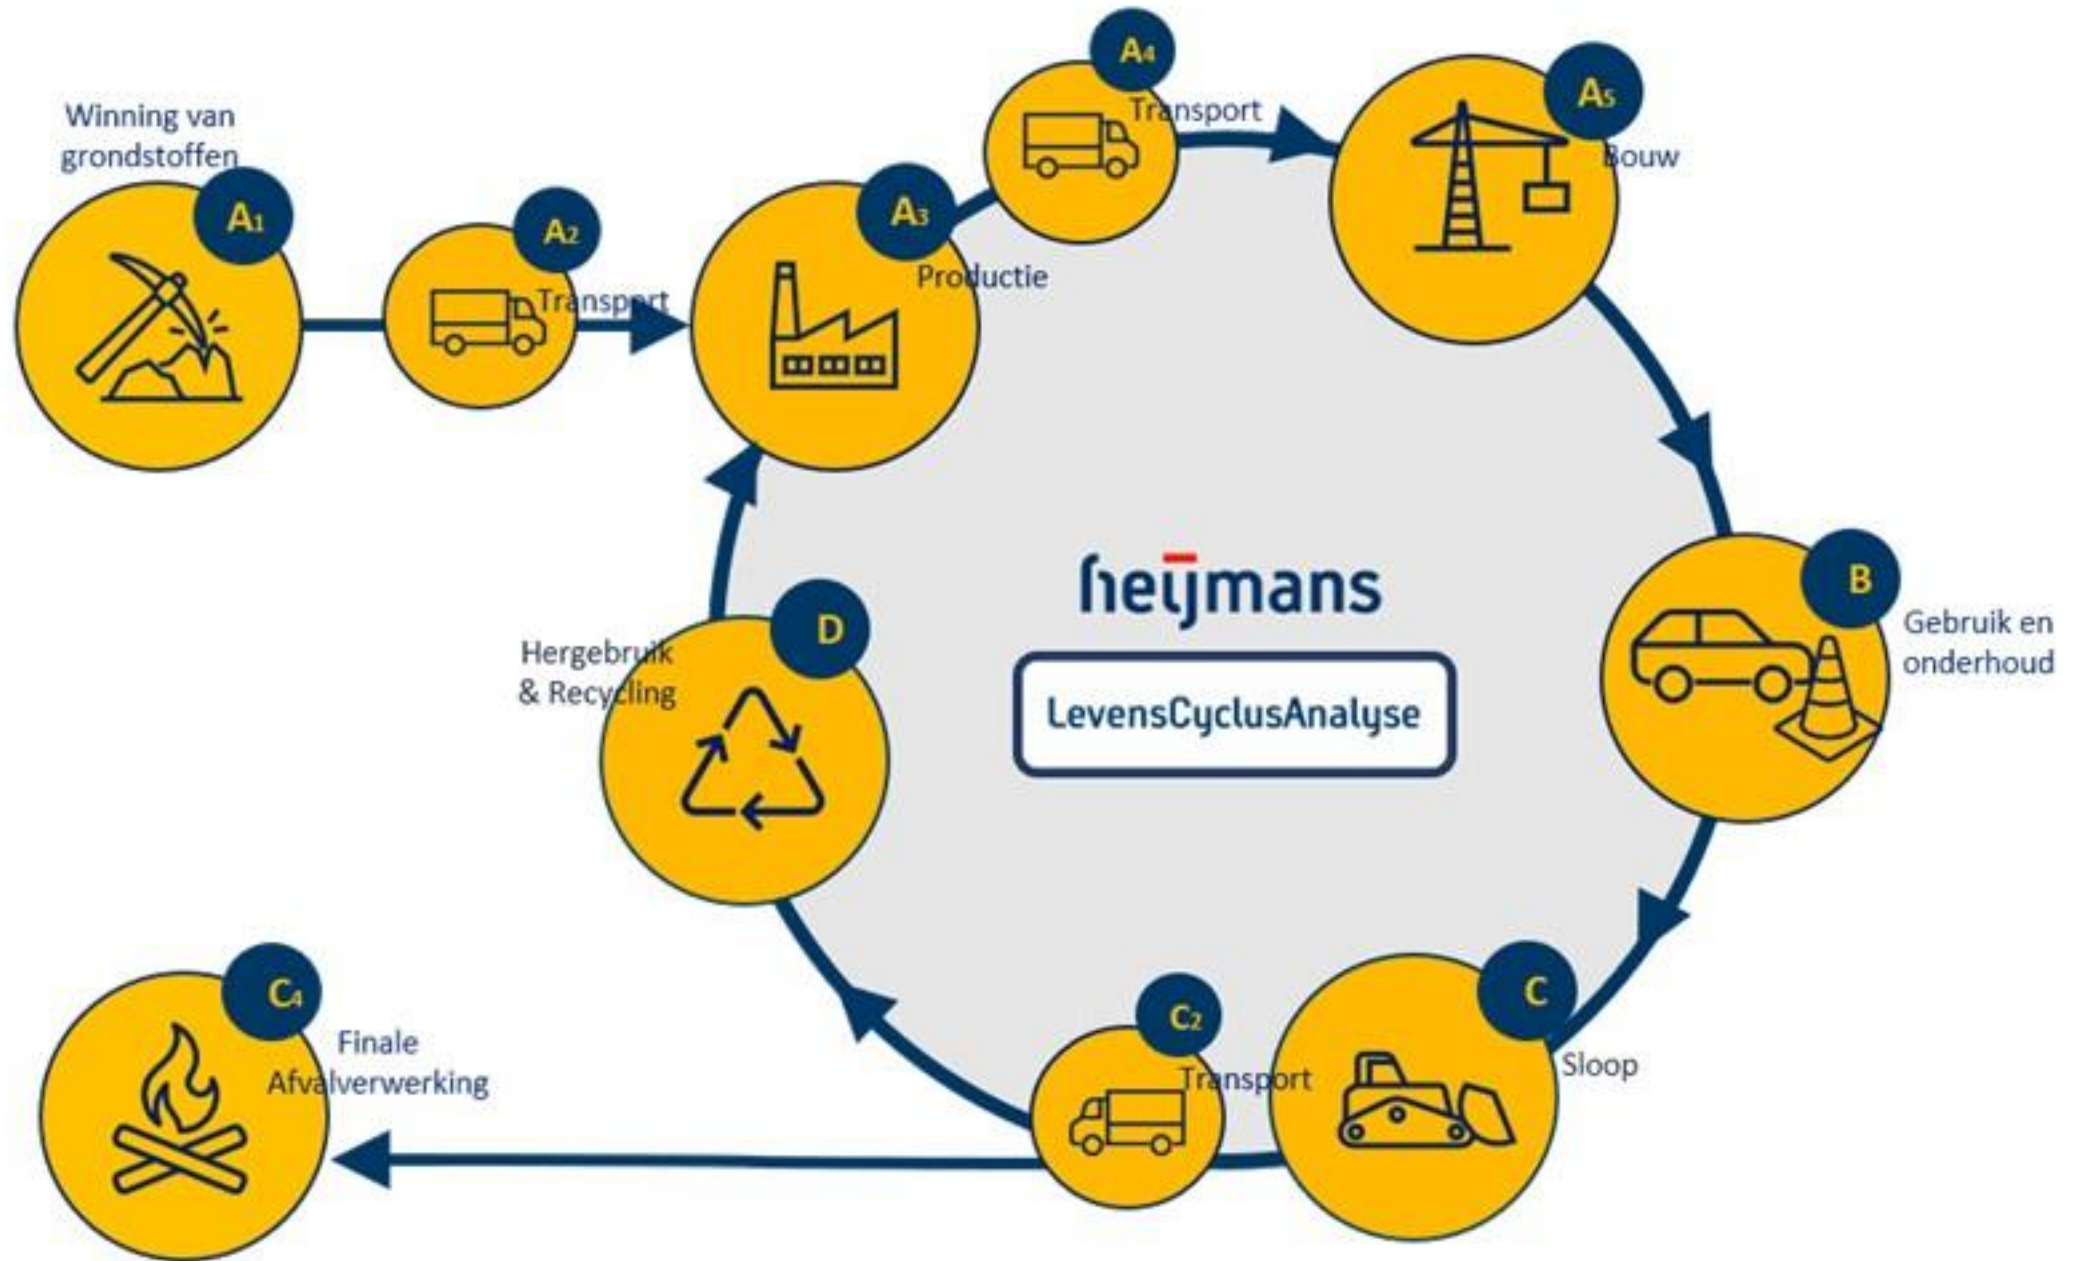 Winning van
grondstoffen
A1
A2
Transport
A3
Productie
A4
Transport
A5
Bouw
B
Gebruik en
onderhoud
heijmans
LevensCyclusAnalyse
D
Hergebruik
& Recycling
C
Sloop
C2
Transport
C4
Finale
Afvalverwerking